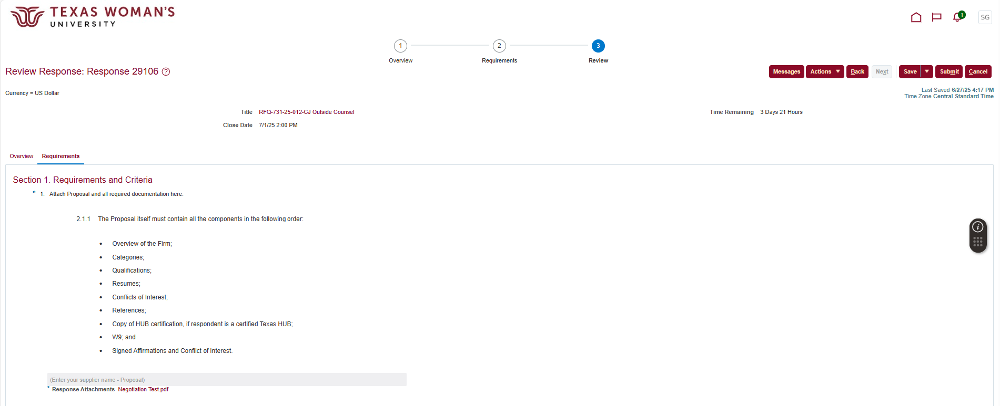 TEXAS WOMAN'S
UNIVERSITY
1
SG
1
2
3
Overview
Requirements
Review
Review Response: Response 29106 ?
Messages
Actions
Back
Next
Save
Submit
Cancel
Currency = US Dollar
Last Saved 6/27/25 4:17 PM
Time Zone Central Standard Time
Title RFQ-731-25-012-CJ Outside Counsel
Time Remaining 3 Days 21 Hours
Close Date 7/1/25 2:00 PM
Overview Requirements
Section 1. Requirements and Criteria
* 1. Attach Proposal and all required documentation here.
2.1.1 The Proposal itself must contain all the components in the following order:
• Overview of the Firm;
• Categories;
• Qualifications;
• Resumes;
• Conflicts of Interest;
• References;
• Copy of HUB certification, if respondent is a certified Texas HUB;
• W9; and
• Signed Affirmations and Conflict of Interest.
(Enter your supplier name - Proposal)
* Response Attachments Negotiation Test.pdf
i